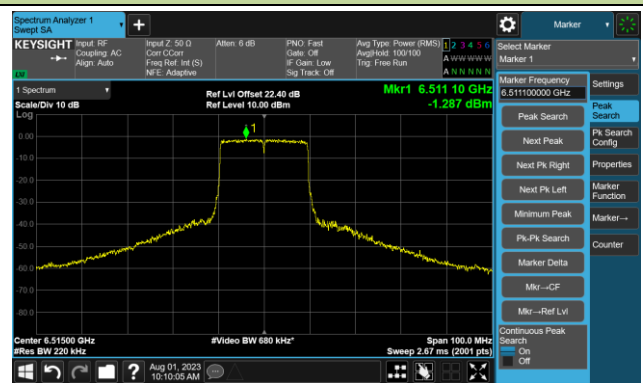 Spectrum Analyzer 1
Swept SA
+
Marker
KEYSIGHT
Input: RF
Coupling: AC
Align: Auto
Input Z: 50 Ω
Corr CCorr
Freq Ref: Int (S)
NFE: Adaptive
Atten: 6 dB
PNO: Fast
Gate: Off
IF Gain: Low
Sig Track: Off
Avg Type: Power (RMS)
Avg|Hold: 100/100
Trig: Free Run
1 2 3 4 5 6
A W W W W W
A N N N N N
LW
Select Marker
Marker 1
1 Spectrum
Scale/Div 10 dB
Log
Ref Lvl Offset 22.40 dB
Ref Level 10.00 dBm
Mkr1 6.511 10 GHz
-1.287 dBm
1
0.00
-10.0
-20.0
-30.0
-40.0
-50.0
-60.0
-70.0
-80.0
Center 6.51500 GHz
#Res BW 220 kHz
#Video BW 680 kHz*
Span 100.0 MHz
Sweep 2.67 ms (2001 pts)
Marker Frequency
6.511100000 GHz
Peak Search
Next Peak
Next Pk Right
Next Pk Left
Minimum Peak
Pk-Pk Search
Marker Delta
Mkr→CF
Mkr→Ref Lvl
Continuous Peak
Search
On
Off
Settings
Peak
Search
Pk Search
Config
Properties
Marker
Function
Marker→
Counter
?
Aug 01, 2023
10:10:05 AM